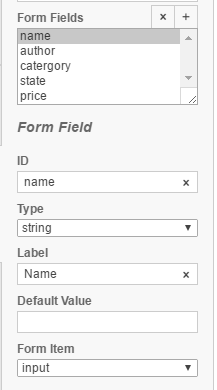 Form Fields × +
name
author
catergory
state
price
Form Field
ID
name ×
Type
string
Label
Name ×
Default Value
Form Item
input